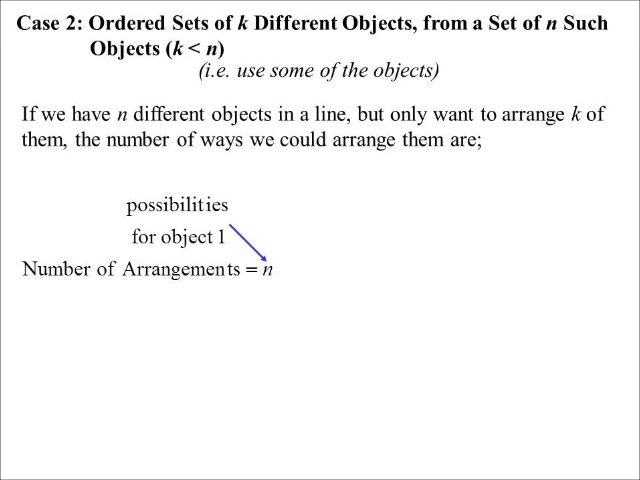 Case 2: Ordered Sets of k Different Objects, from a Set of n Such
Objects (k < n)
(i.e. use some of the objects)
If we have n different objects in a line, but only want to arrange k of
them, the number of ways we could arrange them are;
possibilities
for object 1
Number of Arrangements = n